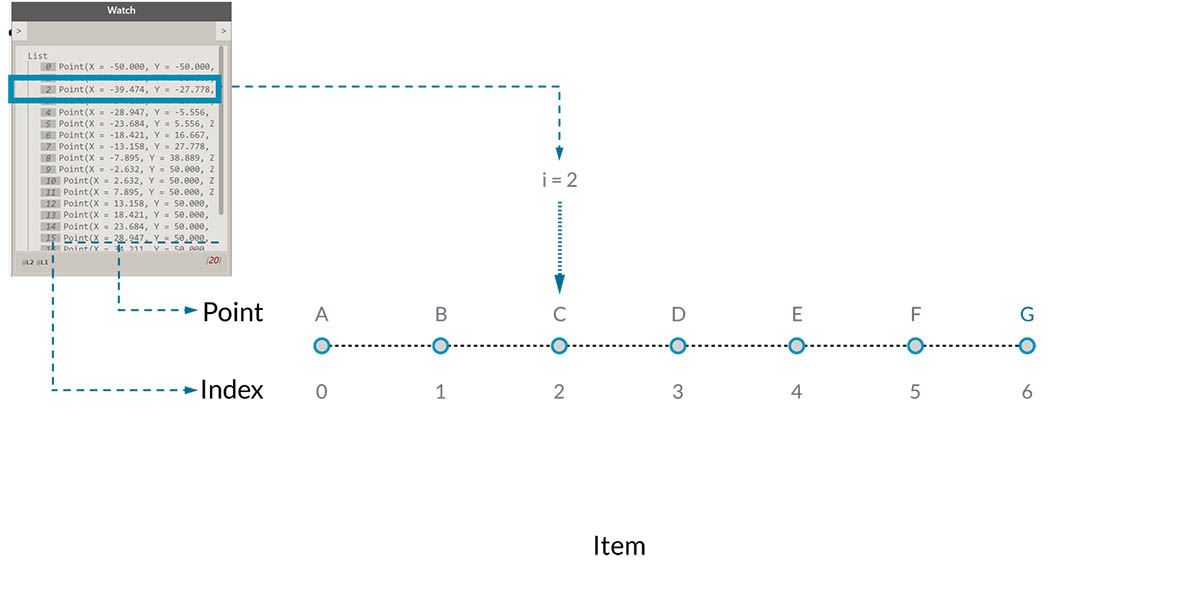 Watch
> >
List
0 Point(X = -50.000, Y = -50.000,
2 Point(X = -39.474, Y = -27.778,
4 Point(X = -28.947, Y = -5.556,
5 Point(X = -23.684, Y = 5.556, Z
6 Point(X = -18.421, Y = 16.667,
7 Point(X = -13.158, Y = 27.778,
8 Point(X = -7.895, Y = 38.889, Z
9 Point(X = -2.632, Y = 50.000, Z
10 Point(X = 2.632, Y = 50.000, Z
11 Point(X = 7.895, Y = 50.000, Z
12 Point(X = 13.158, Y = 50.000,
13 Point(X = 18.421, Y = 50.000,
14 Point(X = 23.684, Y = 50.000,
15 Point(X = 28.947, Y = 50.000,
Point(X = 34.211, Y = 50.000
@L2 @L1 {20}
i = 2
Point A B C D E F G
Index 0 1 2 3 4 5 6
Item